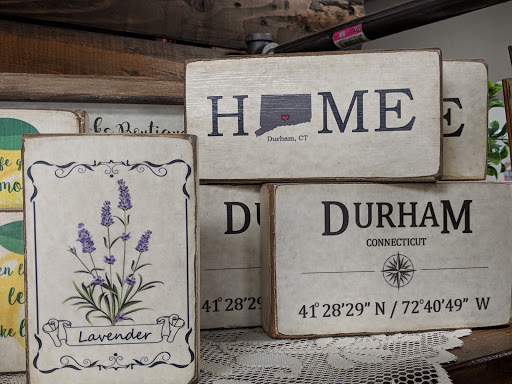 HOME
Durham, CT
E
DURHAM
CONNECTICUT
41°28'29" N / 72°40'49" W
DU
41°28'29
Lavender